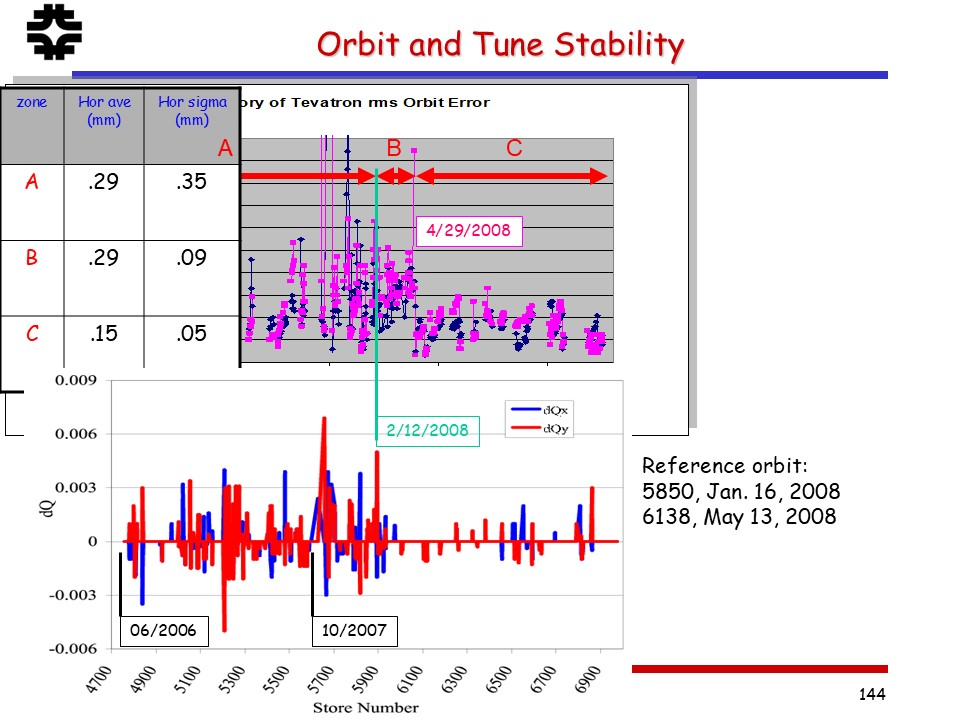 Orbit and Tune Stability
zone Hor ave (mm) Hor sigma (mm)
ory of Tevatron rms Orbit Error
A B C
A .29 .35
B .29 .09
C .15 .05
4/29/2008
2/12/2008
0.009
0.006
0.003
0
-0.003
-0.006
dQ
dQx
dQy
06/2006
10/2007
4700 4900 5100 5300 5500 5700 5900 6100 6300 6500 6700 6900
Store Number
Reference orbit:
5850, Jan. 16, 2008
6138, May 13, 2008
144